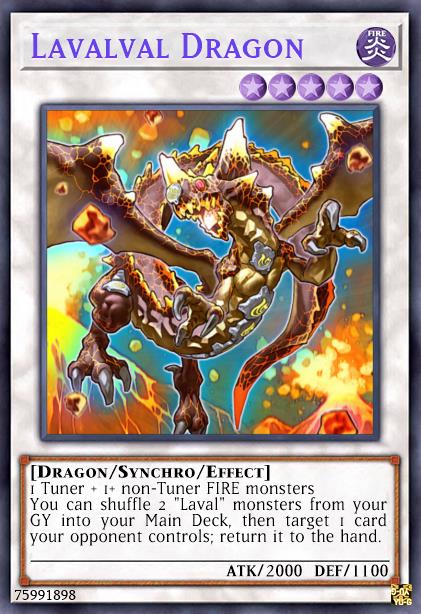 LAVALVAL DRAGON
FIRE
炎
[DRAGON/SYNCHRO/EFFECT]
1 Tuner + 1+ non-Tuner FIRE monsters
You can shuffle 2 "Laval" monsters from your
GY into your Main Deck, then target 1 card
your opponent controls; return it to the hand.
ATK/2000 DEF/1100
75991898